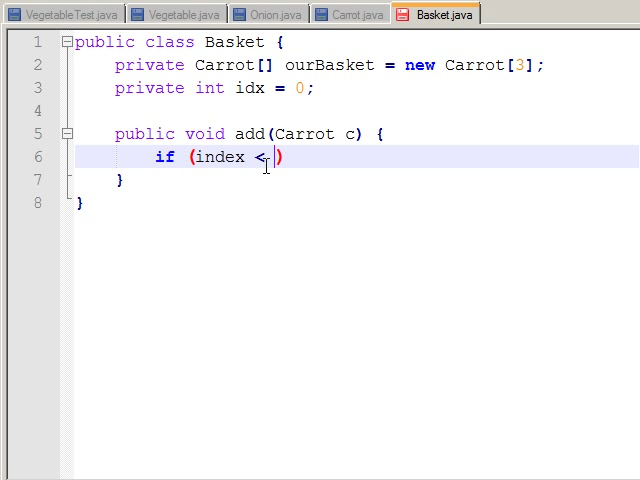 VegetableTest.java Vegetable.java Onion.java Carrot.java Basket.java
1 public class Basket {
2 private Carrot[] ourBasket = new Carrot[3];
3 private int idx = 0;
4
5 public void add(Carrot c) {
6 if (index < )
7 }
8 }